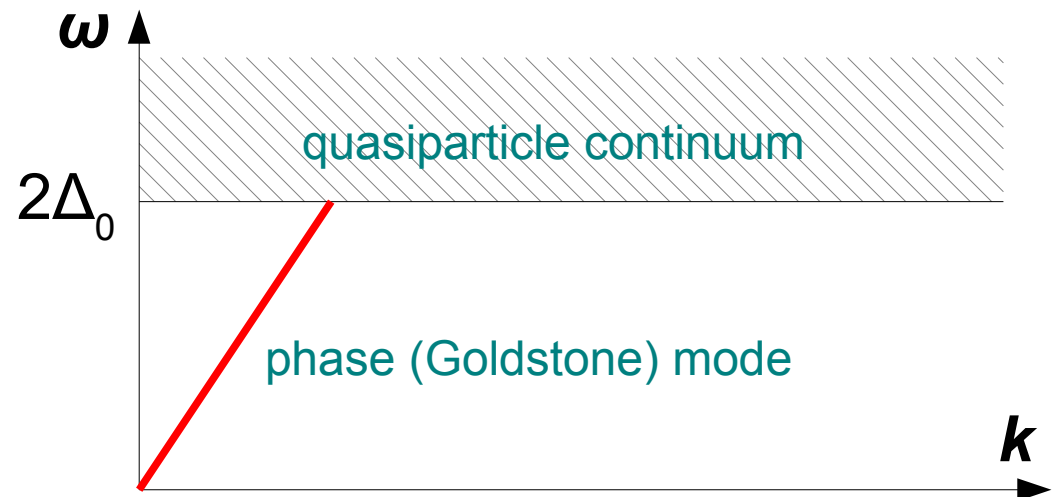 ω
quasiparticle continuum
2Δ₀
phase (Goldstone) mode
k